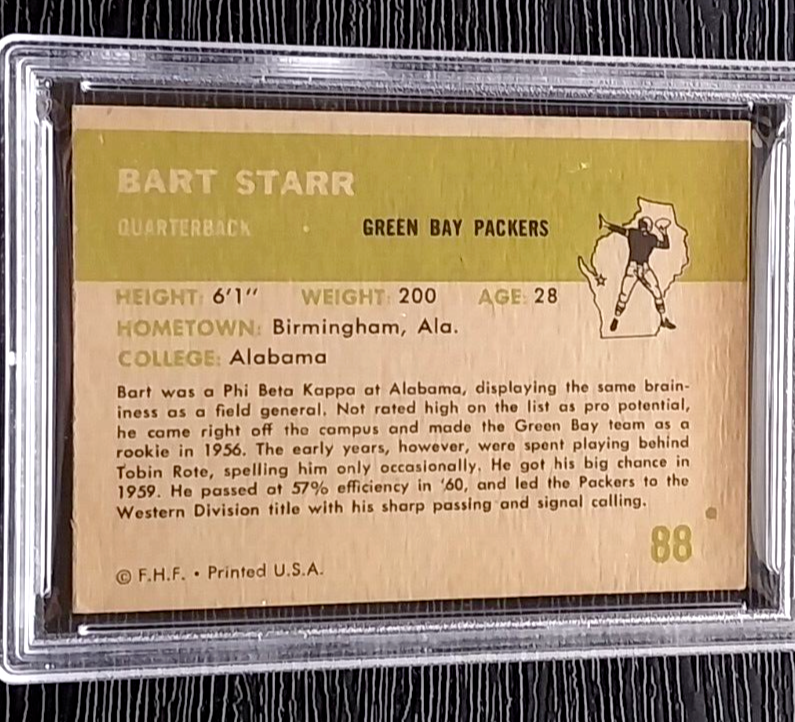 BART STARR
QUARTERBACK • GREEN BAY PACKERS
HEIGHT: 6'1" WEIGHT: 200 AGE: 28
HOMETOWN: Birmingham, Ala.
COLLEGE: Alabama
Bart was a Phi Beta Kappa at Alabama, displaying the same brain-
iness as a field general. Not rated high on the list as pro potential,
he came right off the campus and made the Green Bay team as a
rookie in 1956. The early years, however, were spent playing behind
Tobin Rote, spelling him only occasionally. He got his big chance in
1959. He passed at 57% efficiency in '60, and led the Packers to the
Western Division title with his sharp passing and signal calling.
88
© F.H.F. • Printed U.S.A.